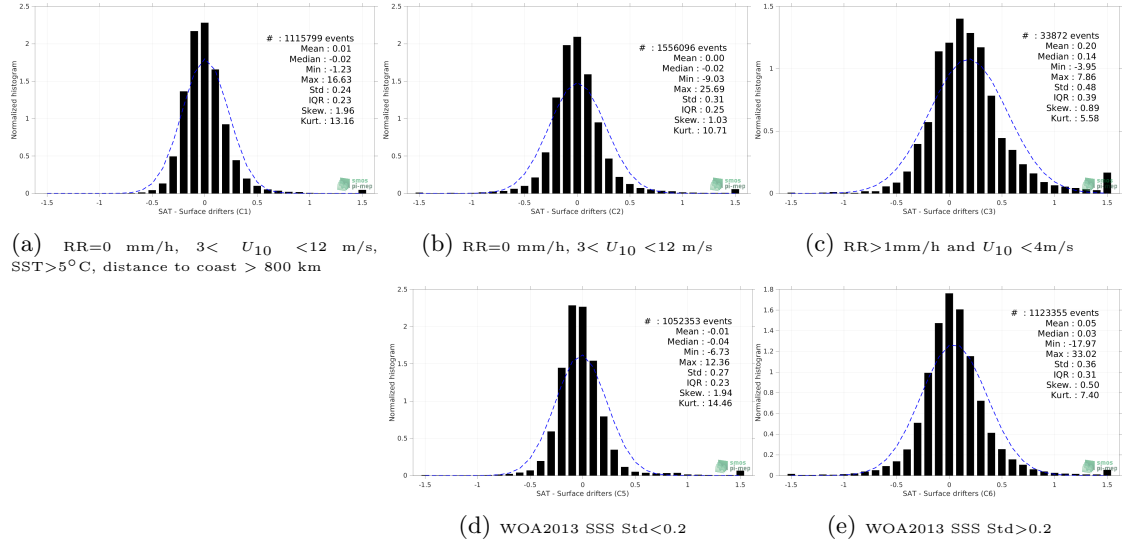 2.5
2
1.5
1
0.5
0
Normalized histogram
# : 1115799 events
Mean : 0.01
Median : -0.02
Min : -1.23
Max : 16.63
Std : 0.24
IQR : 0.23
Skew. : 1.96
Kurt. : 13.16
smos
pi-mep
-1.5 -1 -0.5 0 0.5 1 1.5
SAT - Surface drifters (C1)
(a) RR=0 mm/h, 3< U10 <12 m/s,
SST>5°C, distance to coast > 800 km
2.5
2
1.5
1
0.5
0
Normalized histogram
# : 1556096 events
Mean : 0.00
Median : -0.02
Min : -9.03
Max : 25.69
Std : 0.31
IQR : 0.25
Skew. : 1.03
Kurt. : 10.71
smos
pi-mep
-1.5 -1 -0.5 0 0.5 1 1.5
SAT - Surface drifters (C2)
(b) RR=0 mm/h, 3< U10 <12 m/s
1.5
1
0.5
0
Normalized histogram
# : 33872 events
Mean : 0.20
Median : 0.14
Min : -3.95
Max : 7.86
Std : 0.48
IQR : 0.39
Skew. : 0.89
Kurt. : 5.58
smos
pi-mep
-1.5 -1 -0.5 0 0.5 1 1.5
SAT - Surface drifters (C3)
(c) RR>1mm/h and U10 <4m/s
2.5
2
1.5
1
0.5
0
Normalized histogram
# : 1052353 events
Mean : -0.01
Median : -0.04
Min : -6.73
Max : 12.36
Std : 0.27
IQR : 0.23
Skew. : 1.94
Kurt. : 14.46
smos
pi-mep
-1.5 -1 -0.5 0 0.5 1 1.5
SAT - Surface drifters (C5)
(d) WOA2013 SSS Std<0.2
1.8
1.6
1.4
1.2
1
0.8
0.6
0.4
0.2
0
Normalized histogram
# : 1123355 events
Mean : 0.05
Median : 0.03
Min : -17.97
Max : 33.02
Std : 0.36
IQR : 0.31
Skew. : 0.50
Kurt. : 7.40
smos
pi-mep
-1.5 -1 -0.5 0 0.5 1 1.5
SAT - Surface drifters (C6)
(e) WOA2013 SSS Std>0.2